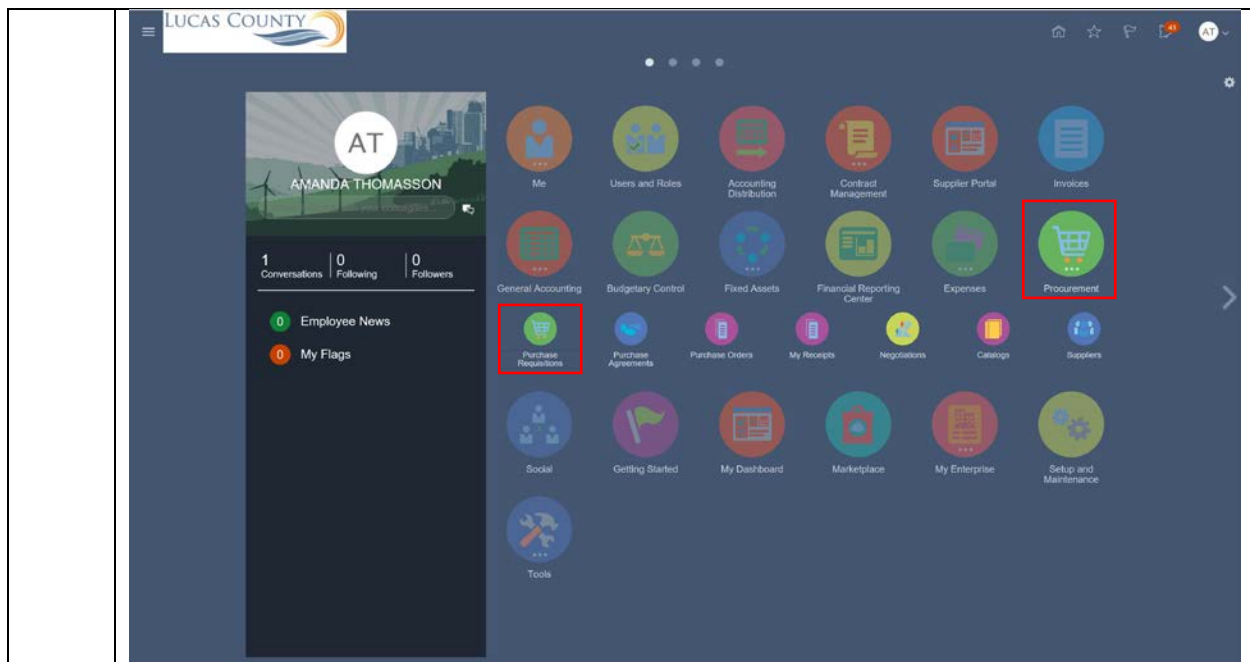 LUCAS COUNTY
41
AT
AT
AMANDA THOMASSON
1
Conversations
0
Following
0
Followers
0 Employee News
0 My Flags
Me
Users and Roles
Accounting
Distribution
Contract
Management
Supplier Portal
Invoices
General Accounting
Budgetary Control
Fixed Assets
Financial Reporting
Center
Expenses
Procurement
Purchase
Requisitions
Purchase
Agreements
Purchase Orders
My Receipts
Negotiations
Catalogs
Suppliers
Social
Getting Started
My Dashboard
Marketplace
My Enterprise
Setup and
Maintenance
Tools